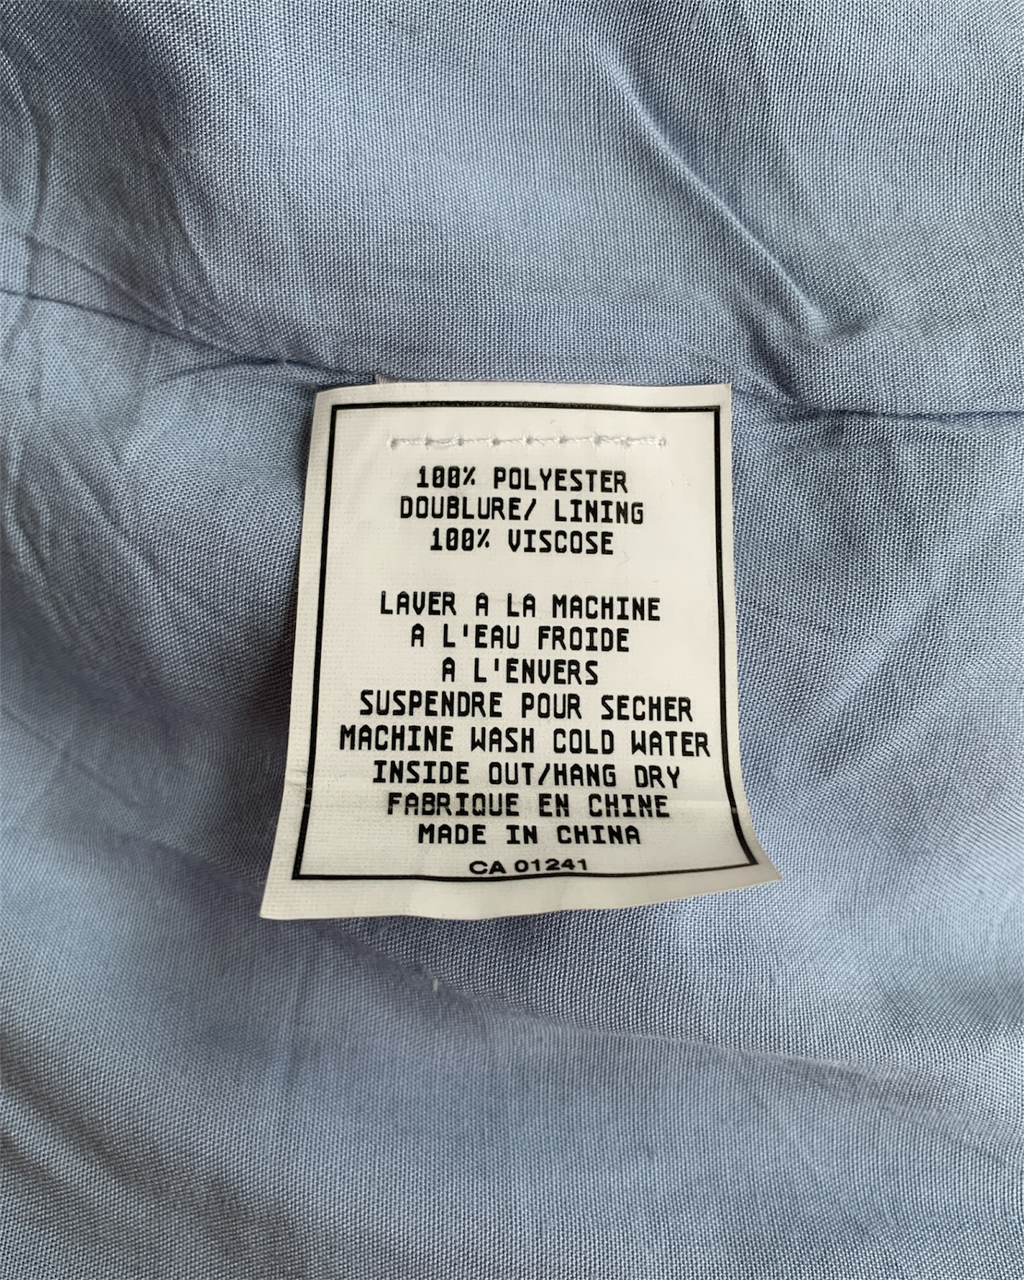 100% POLYESTER
DOUBLURE/ LINING
100% VISCOSE
LAVER A LA MACHINE
A L'EAU FROIDE
A L'ENVERS
SUSPENDRE POUR SECHER
MACHINE WASH COLD WATER
INSIDE OUT/HANG DRY
FABRIQUE EN CHINE
MADE IN CHINA
CA 01241